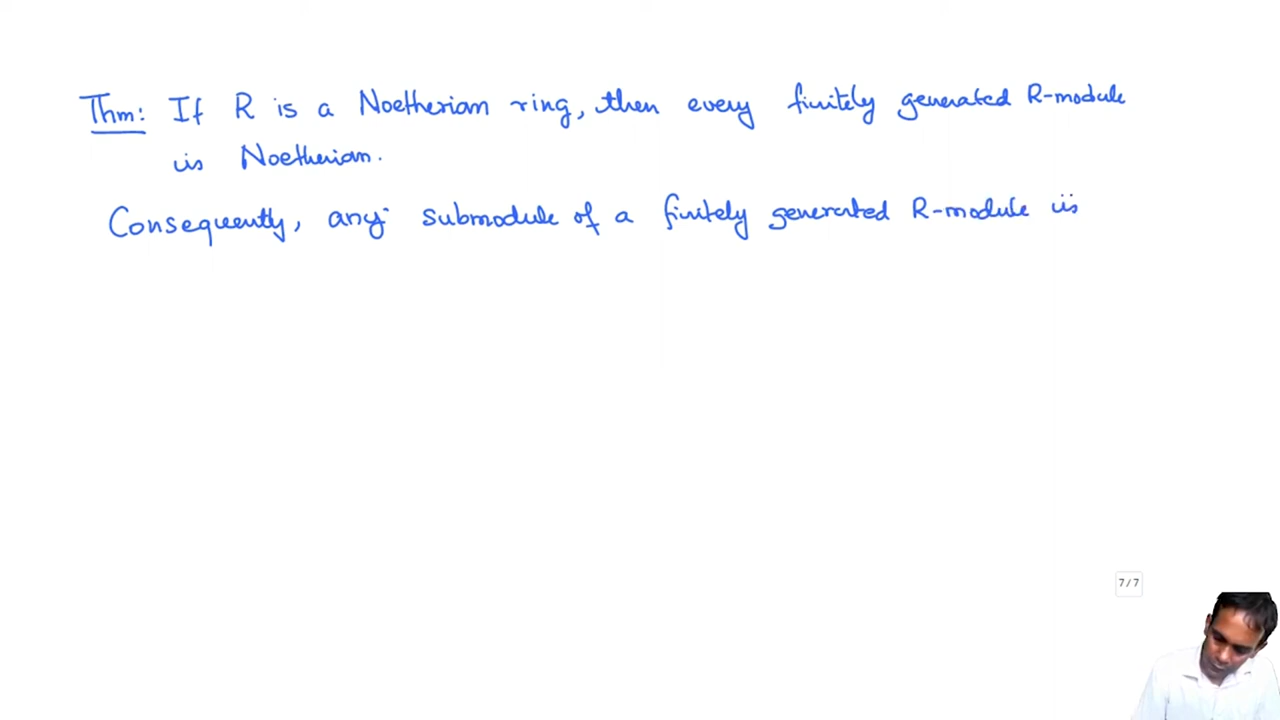 Thm: If R is a Noetherian ring, then every finitely generated R-module
is Noetherian.
Consequently, any submodule of a finitely generated R-module is
7/7